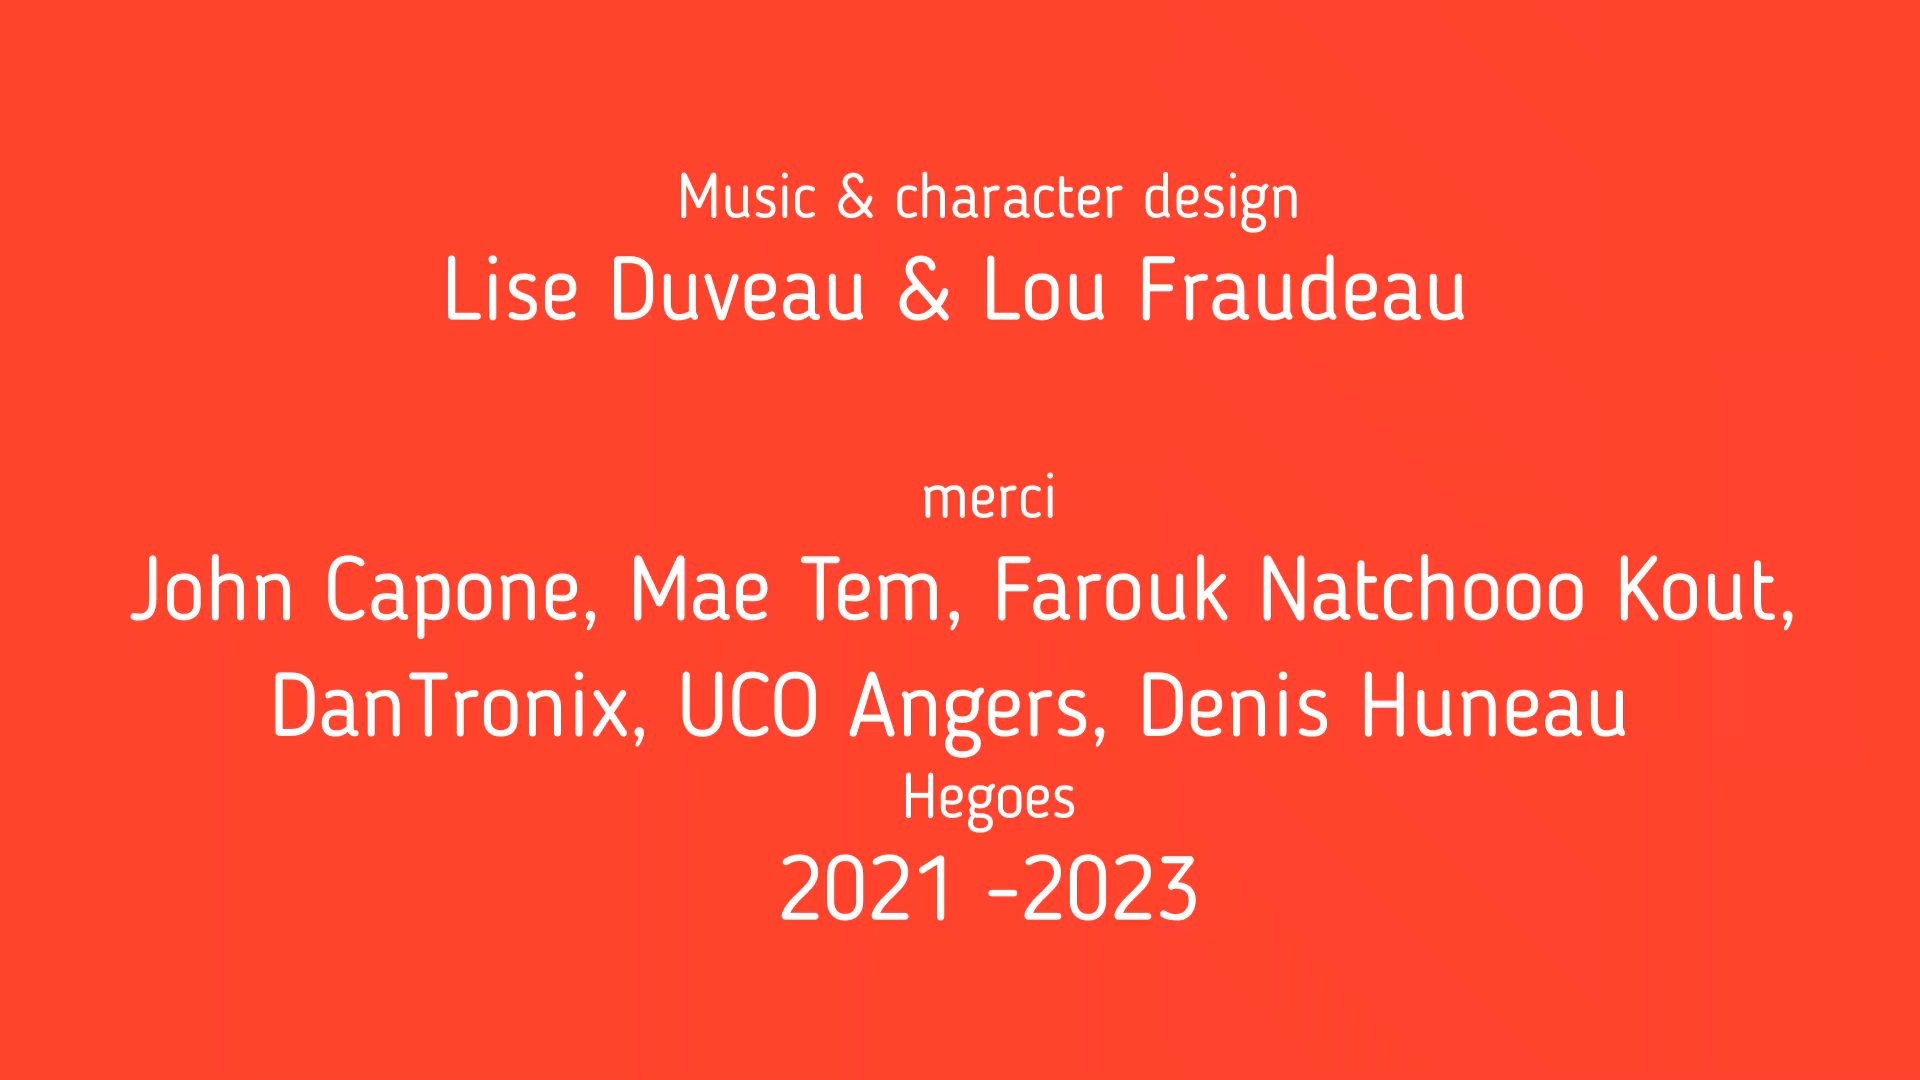 Music & character design
Lise Duveau & Lou Fraudeau
merci
John Capone, Mae Tem, Farouk Natchooo Kout,
DanTronix, UCO Angers, Denis Huneau
Hegoes
2021 -2023